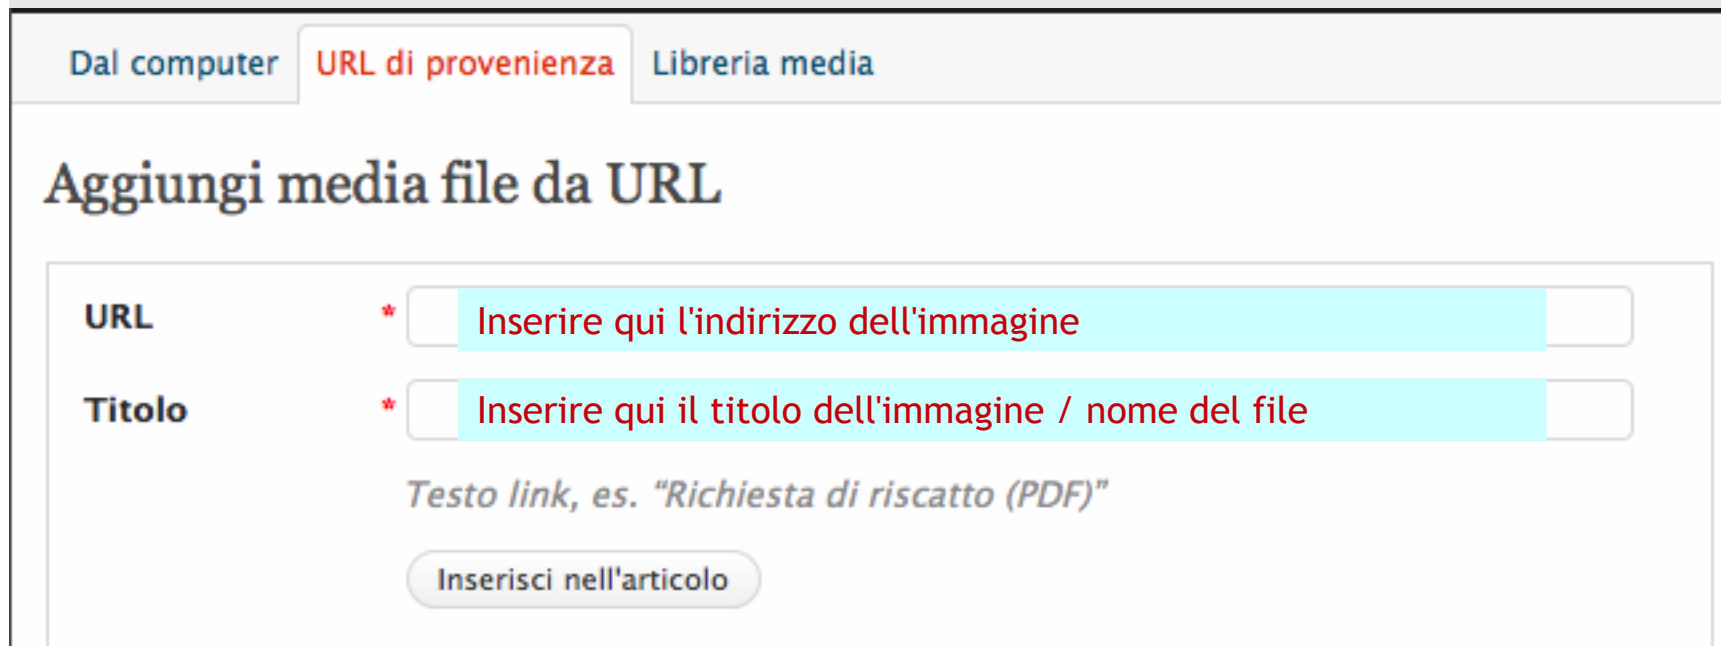 Dal computer URL di provenienza Libreria media
Aggiungi media file da URL
URL * Inserire qui l'indirizzo dell'immagine
Titolo * Inserire qui il titolo dell'immagine / nome del file
Testo link, es. “Richiesta di riscatto (PDF)”
Inserisci nell'articolo